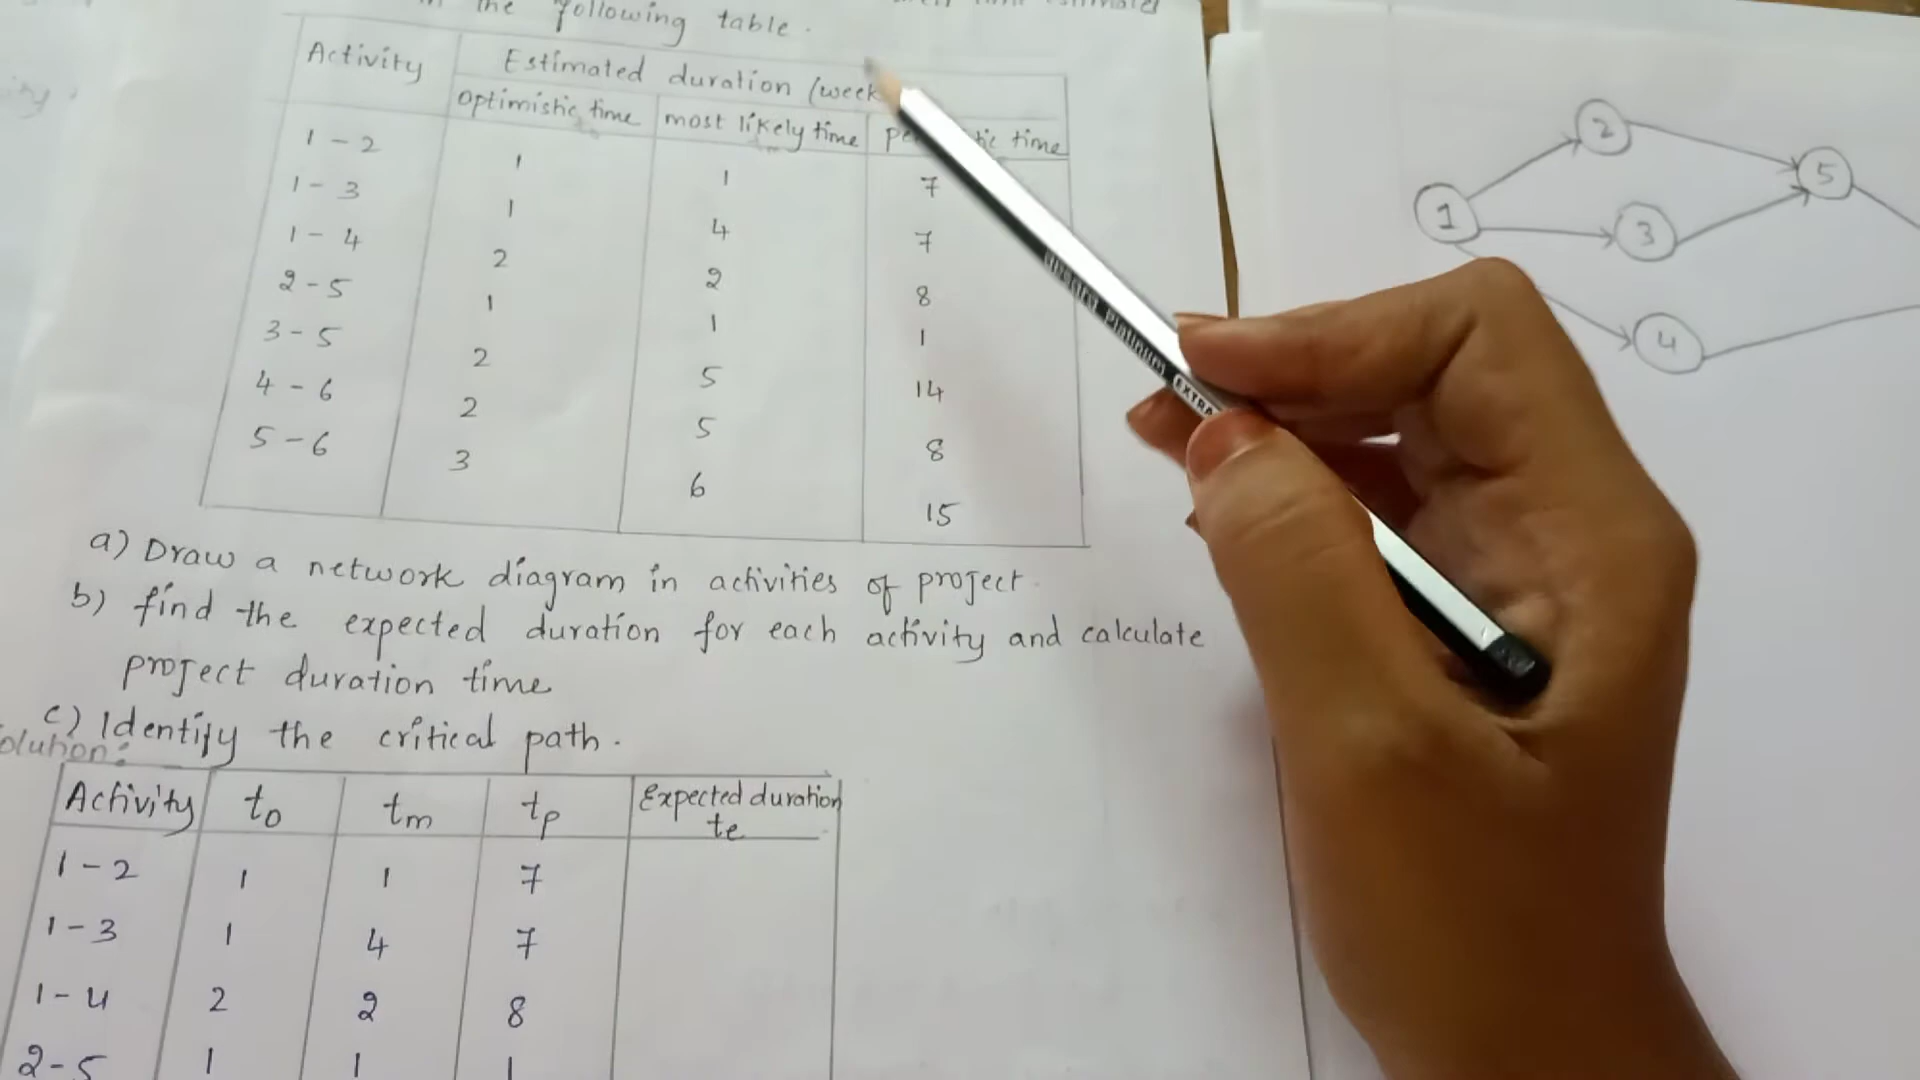 in the following table.
Activity Estimated duration (week
optimistic time most likely time time
1 - 2 1 1 7
1 - 3 1 4 7
1 - 4 2 2 8
2 - 5 1 1 1
3 - 5 2 5 14
4 - 6 2 5 8
5 - 6 3 6 15
a) Draw a network diagram in activities of project.
b) find the expected duration for each activity and calculate
project duration time
c) Identify the critical path.
olution:
Activity to tm tp Expected duration
te
1 - 2 1 1 7
1 - 3 1 4 7
1 - 4 2 2 8
2 - 5 1 1 1
2
5
1
3
4
Platinum EXTRA